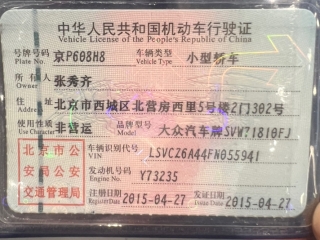 中华人民共和国机动车行驶证
Vehicle License of the People's Republic of China
号牌号码 京P608H8 车辆类型 小型轿车
Plate No. Vehicle Type
所有人 张秀齐
Owner
住址 北京市西城区北营房西里5号楼2门302号
使用性质 非营运 品牌型号 大众汽车牌SVW71810FJ
Use Character
北京市公 车辆识别代号 LSVCZ6A44FN055941
VIN
安局公安 发动机号码 Y73235
Engine No.
交通管理局 注册日期 2015-04-27 发证日期 2015-04-27
Register Date Issue Date